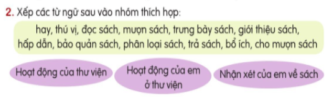 2. Xếp các từ ngữ sau vào nhóm thích hợp:
hay, thú vị, đọc sách, mượn sách, trưng bày sách, giới thiệu sách,
hấp dẫn, bảo quản sách, phân loại sách, trả sách, bổ ích, cho mượn sách
Hoạt động của thư viện
Hoạt động của em
ở thư viện
Nhận xét của em về sách